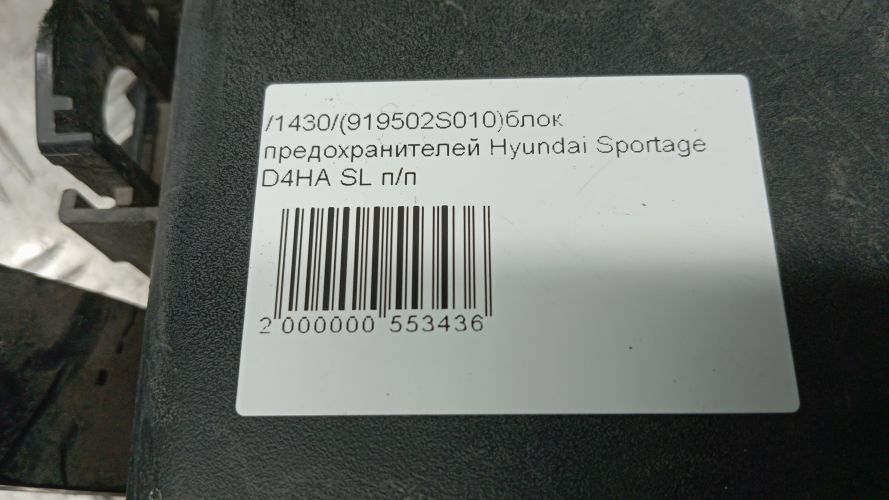 /1430/(919502S010)блок
предохранителей Hyundai Sportage
D4HA SL п/п
2 000000 553436